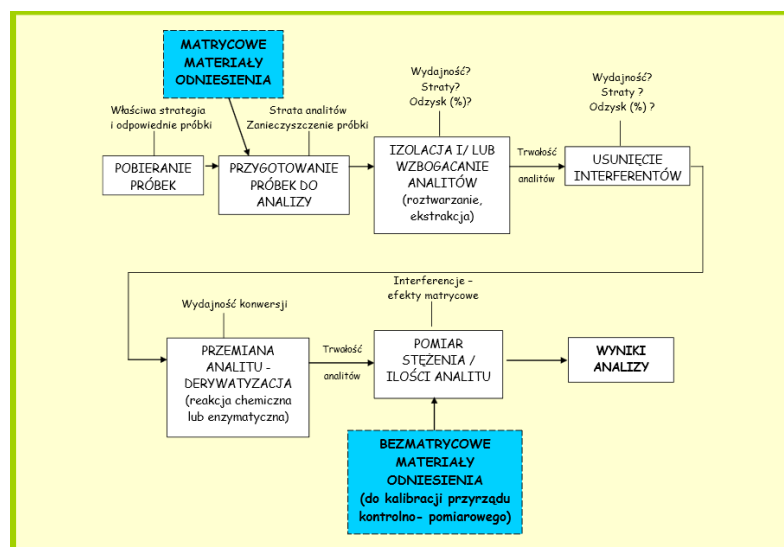 MATRYCOWE
MATERIAŁY
ODNIESIENIA
Wydajność?
Straty?
Odzysk (%)?
Wydajność?
Straty ?
Odzysk (%) ?
Właściwa strategia
i odpowiednie próbki
Strata analitów
Zanieczyszczenie próbki
POBIERANIE
PRÓBEK
PRZYGOTOWANIE
PRÓBEK DO
ANALIZY
IZOLACJA I/ LUB
WZBOGACANIE
ANALITÓW
(roztwarzanie,
ekstrakcja)
Trwałość
analitów
USUNIĘCIE
INTERFERENTÓW
Wydajność konwersji
Interferencje –
efekty matrycowe
PRZEMIANA
ANALITU -
DERYWATYZACJA
(reakcja chemiczna
lub enzymatyczna)
Trwałość
analitów
POMIAR
STĘŻENIA /
ILOŚCI ANALITU
WYNIKI
ANALIZY
BEZMATRYCOWE
MATERIAŁY
ODNIESIENIA
(do kalibracji przyrządu
kontrolno- pomiarowego)